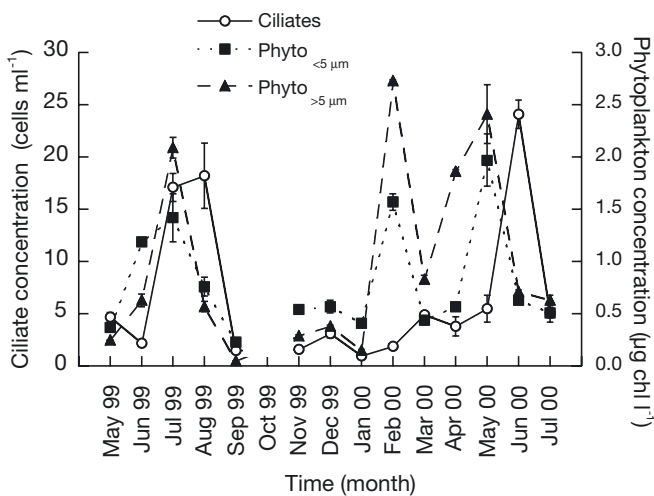 Ciliates
Phyto <5 µm
Phyto >5 µm
Ciliate concentration (cells ml⁻¹)
30
25
20
15
10
5
0
3.0
2.5
2.0
1.5
1.0
0.5
0.0
Phytoplankton concentration (µg chl l⁻¹)
May 99
Jun 99
Jul 99
Aug 99
Sep 99
Oct 99
Nov 99
Dec 99
Jan 00
Feb 00
Mar 00
Apr 00
May 00
Jun 00
Jul 00
Time (month)